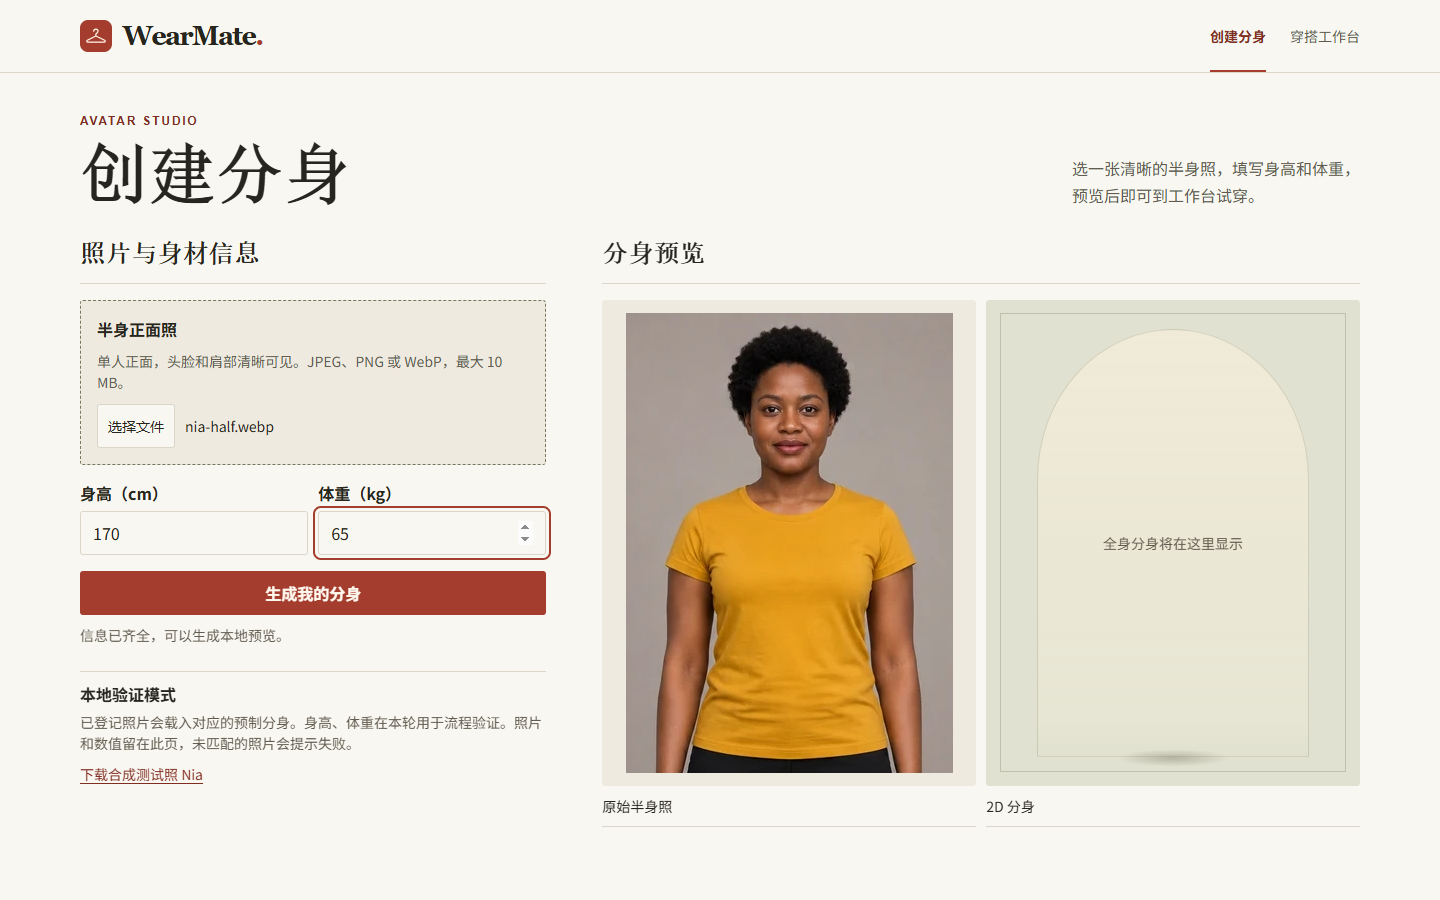 WearMate.
创建分身
穿搭工作台
AVATAR STUDIO
创建分身
选一张清晰的半身照，填写身高和体重，
预览后即可到工作台试穿。
照片与身材信息
半身正面照
单人正面，头脸和肩部清晰可见。JPEG、PNG 或 WebP，最大 10
MB。
选择文件 nia-half.webp
身高（cm） 体重（kg）
170 65
生成我的分身
信息已齐全，可以生成本地预览。
本地验证模式
已登记照片会载入对应的预制分身。身高、体重在本轮用于流程验证。照片
和数值留在此页，未匹配的照片会提示失败。
下载合成测试照 Nia
分身预览
全身分身将在这里显示
原始半身照
2D 分身